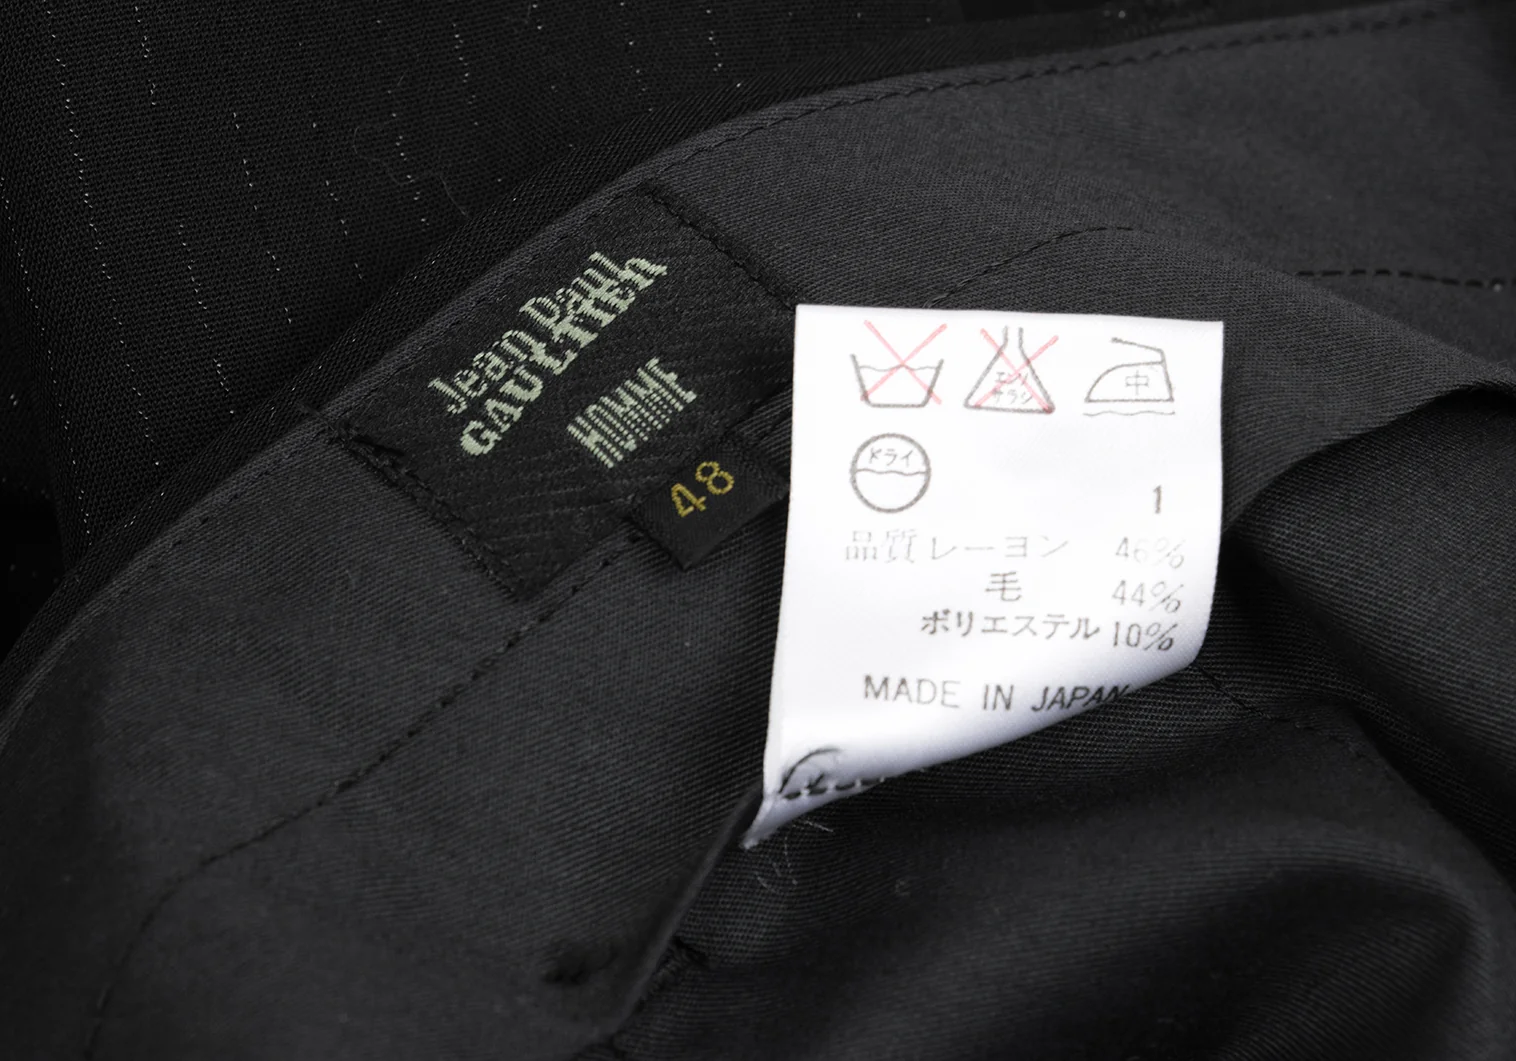 Jean Paul
GAULTIER
HOMME
48
エンソ
サラシ
中
ドライ
1
品質 レーヨン 46%
毛 44%
ポリエステル 10%
MADE IN JAPAN